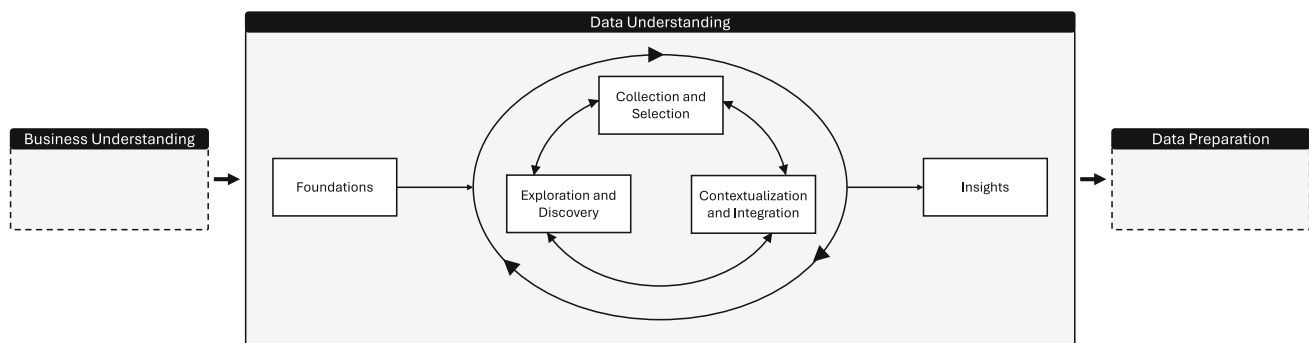 Data Understanding
Collection and
Selection
Business Understanding
Data Preparation
Foundations
Exploration and
Discovery
Contextualization
and Integration
Insights